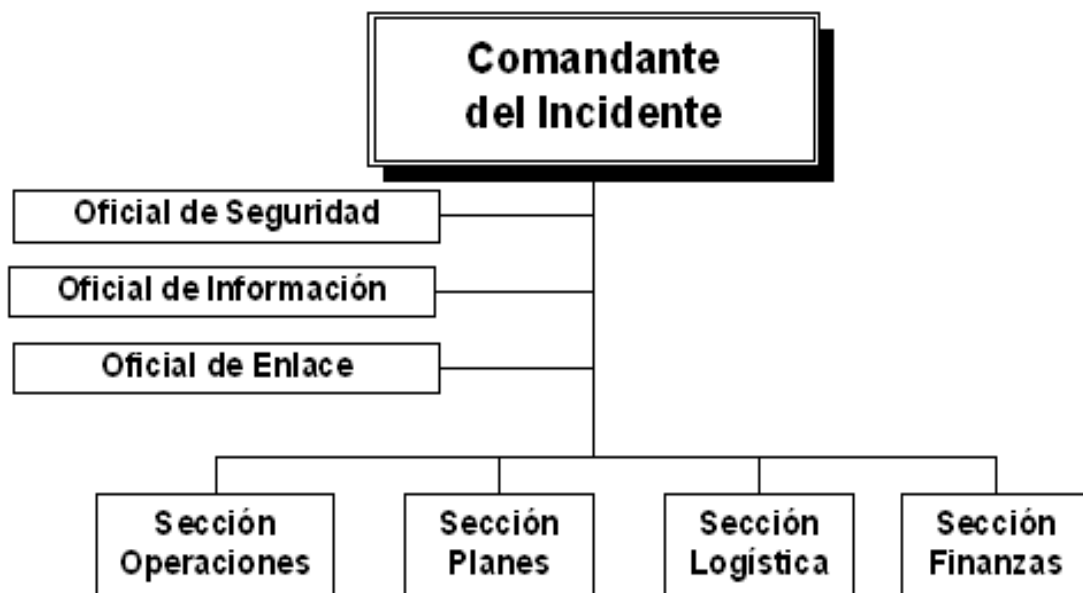 Comandante
del Incidente
Oficial de Seguridad
Oficial de Información
Oficial de Enlace
Sección
Operaciones
Sección
Planes
Sección
Logística
Sección
Finanzas